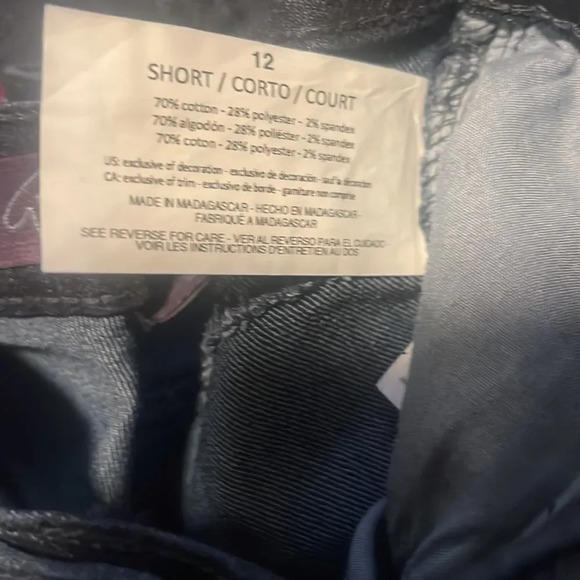 12
SHORT / CORTO / COURT
70% cotton - 28% polyester - 2% spandex
70% algodón - 28% poliéster - 2% spandex
70% coton - 28% polyester - 2% spandex
US: exclusive of decoration - exclusivo de decoración - sauf la décoration
CA: exclusive of trim - exclusivo de borde - garniture non comprise
MADE IN MADAGASCAR - HECHO EN MADAGASCAR -
FABRIQUÉ A MADAGASCAR
SEE REVERSE FOR CARE - VER AL REVERSO PARA EL CUIDADO -
VOIR LES INSTRUCTIONS D'ENTRETIEN AU DOS